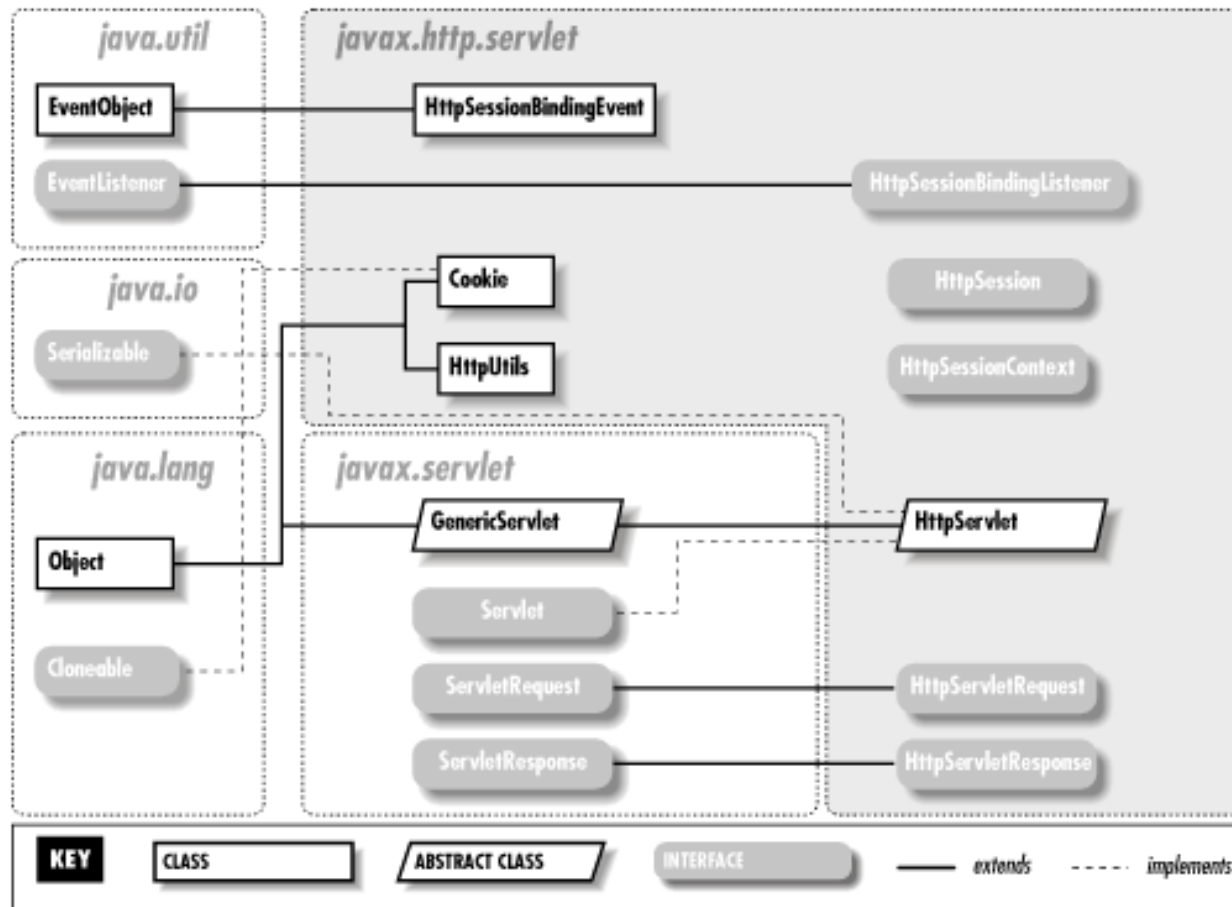 java.util
javax.http.servlet
EventObject
HttpSessionBindingEvent
EventListener
HttpSessionBindingListener
java.io
Cookie
HttpSession
Serializable
HttpUtils
HttpSessionContext
java.lang
javax.servlet
GenericServlet
HttpServlet
Object
Servlet
Cloneable
ServletRequest
HttpServletRequest
ServletResponse
HttpServletResponse
KEY
CLASS
ABSTRACT CLASS
INTERFACE
extends
implements